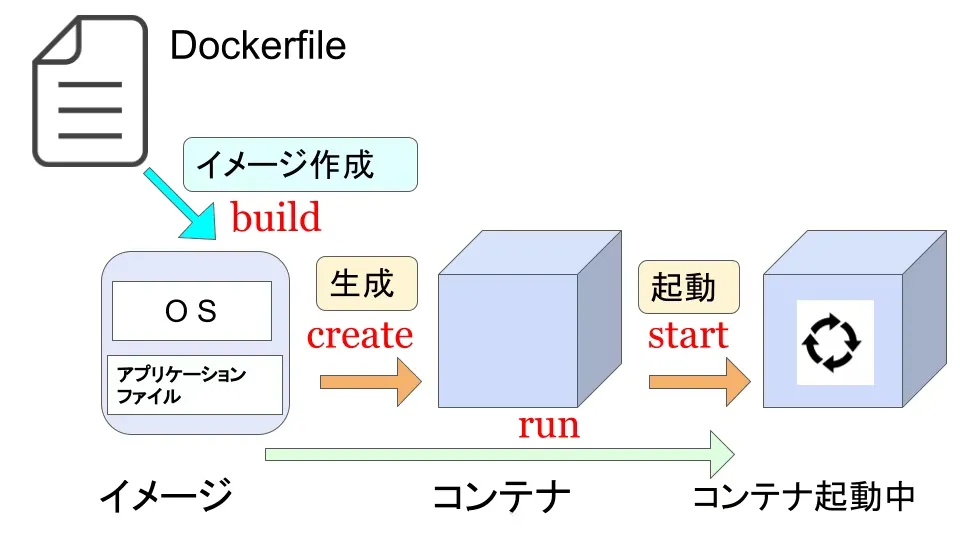 Dockerfile
イメージ作成
build
O S
アプリケーション
ファイル
生成
create
起動
start
run
イメージ
コンテナ
コンテナ起動中